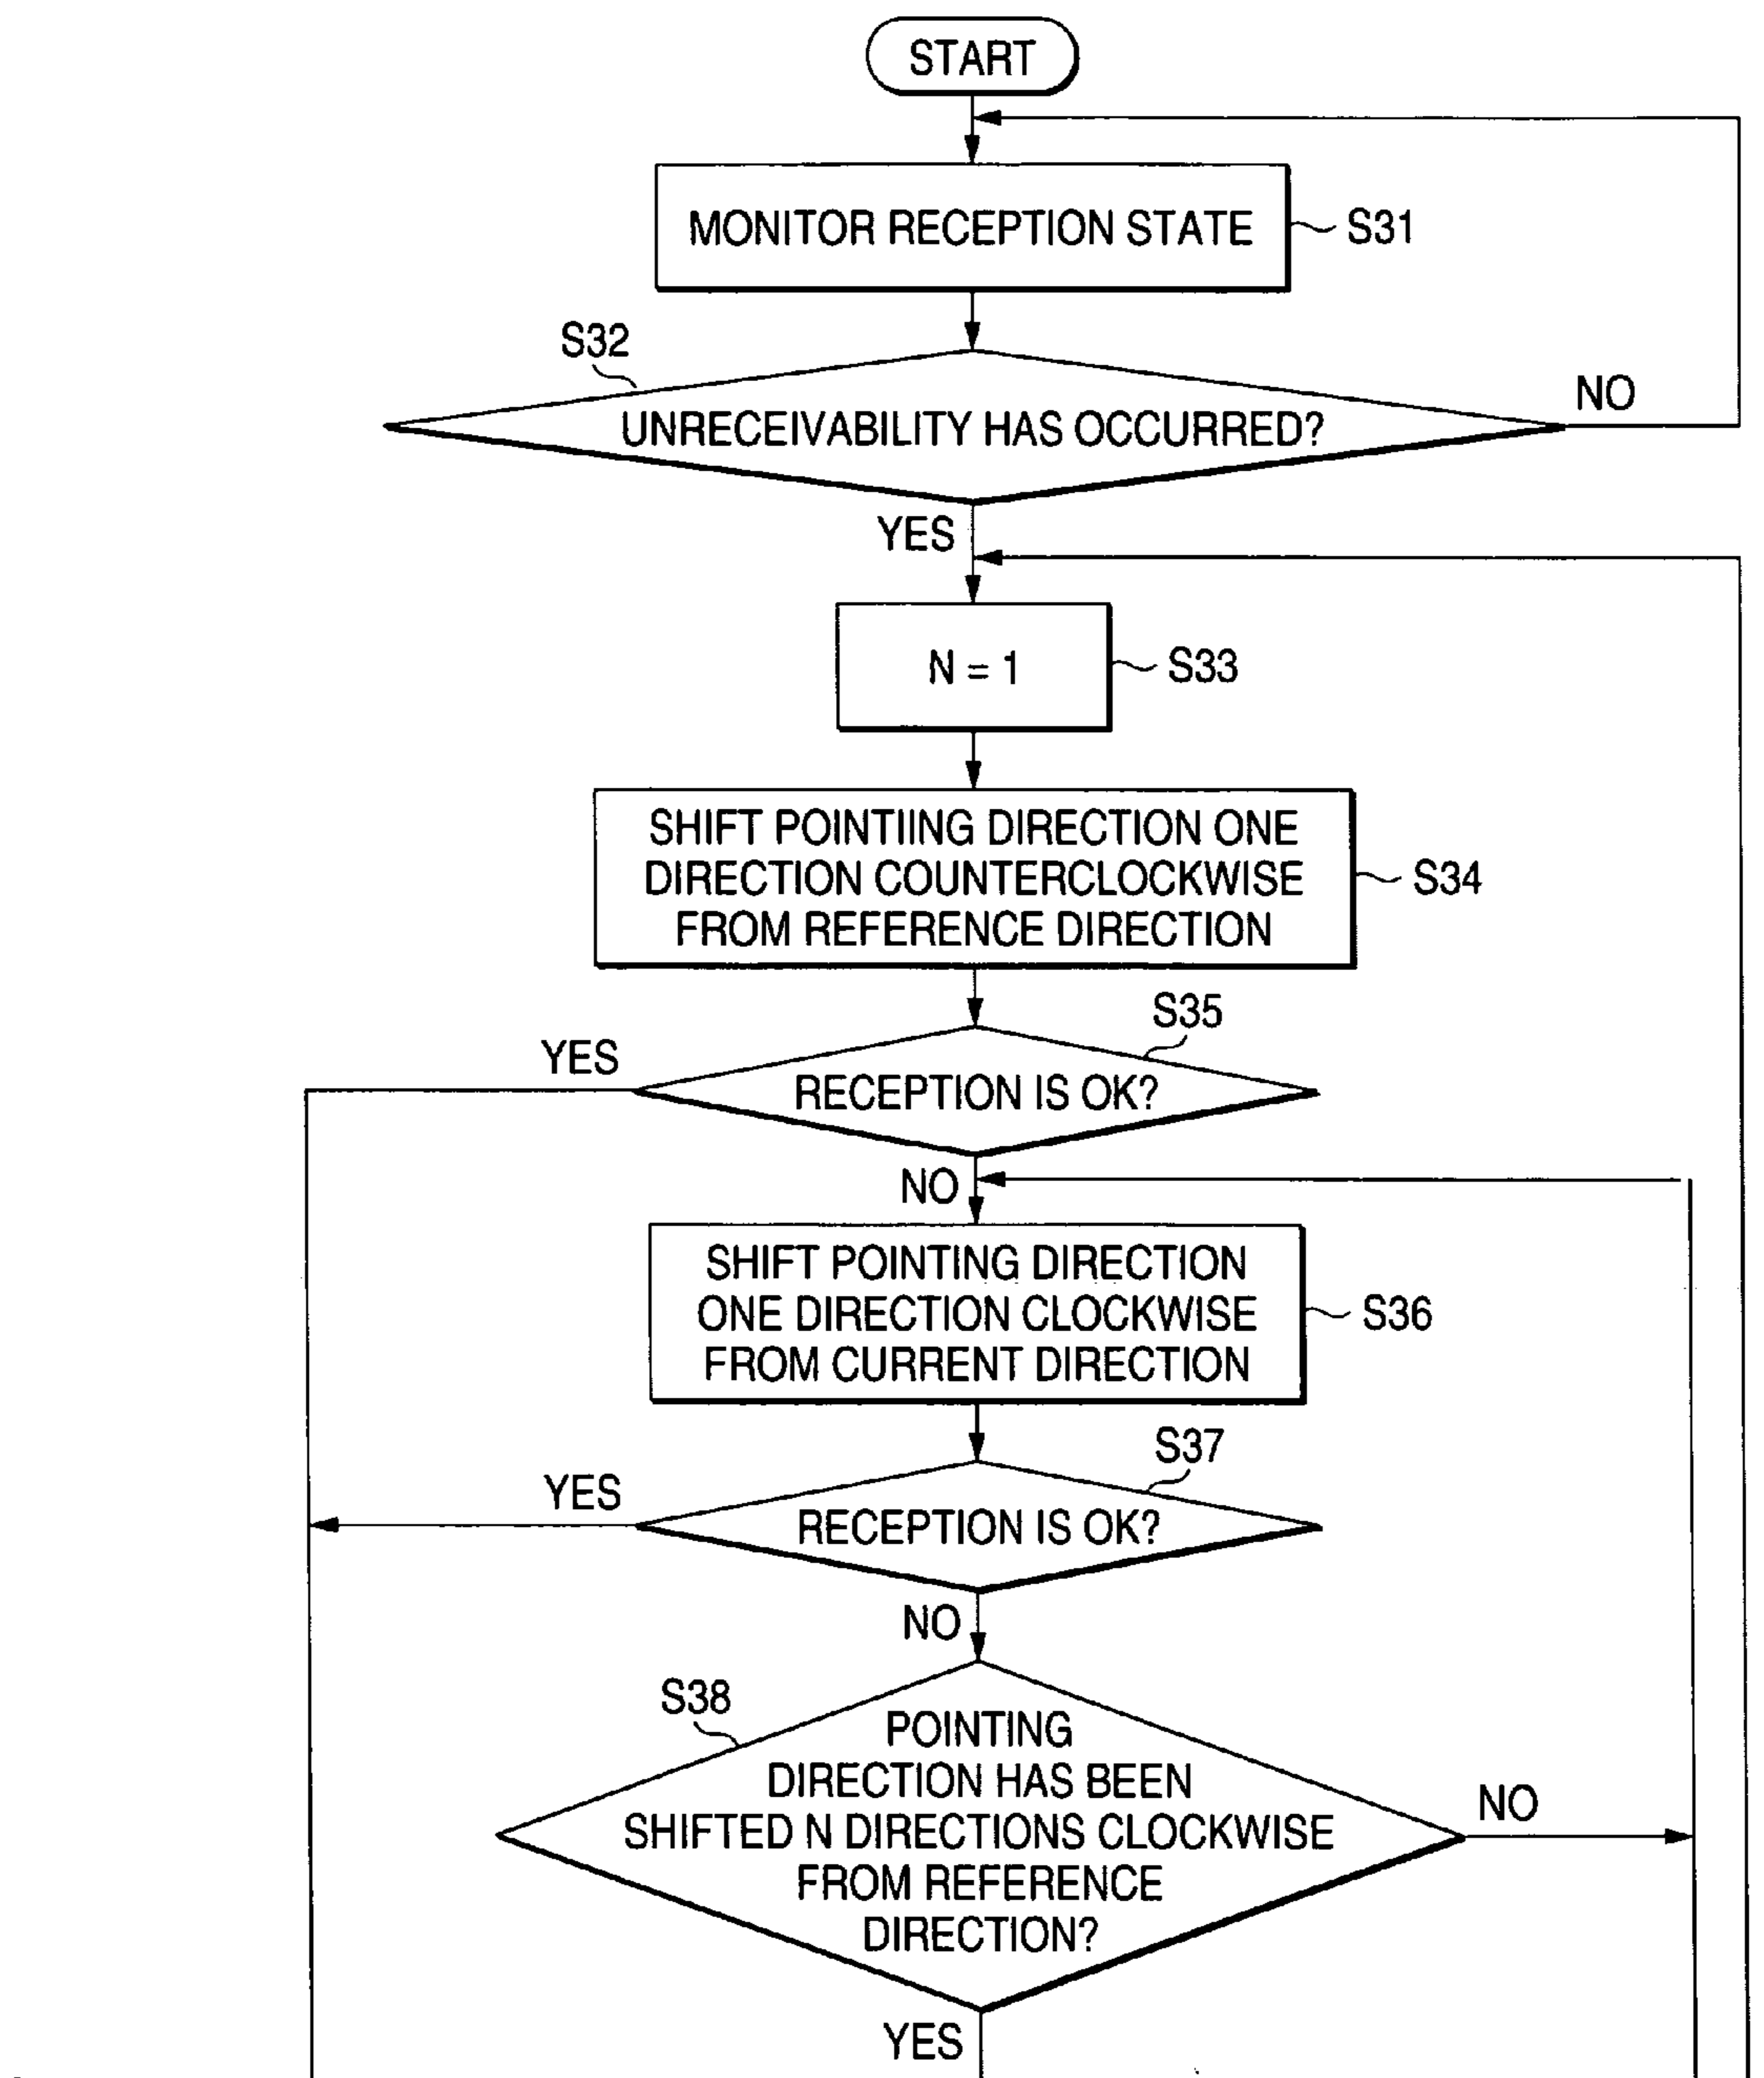 START
MONITOR RECEPTION STATE
S31
S32
UNRECEIVABILITY HAS OCCURRED?
NO
YES
N = 1
S33
SHIFT POINTIING DIRECTION ONE
DIRECTION COUNTERCLOCKWISE
FROM REFERENCE DIRECTION
S34
S35
YES
RECEPTION IS OK?
NO
SHIFT POINTING DIRECTION
ONE DIRECTION CLOCKWISE
FROM CURRENT DIRECTION
S36
S37
YES
RECEPTION IS OK?
NO
S38
POINTING
DIRECTION HAS BEEN
SHIFTED N DIRECTIONS CLOCKWISE
FROM REFERENCE
DIRECTION?
NO
YES